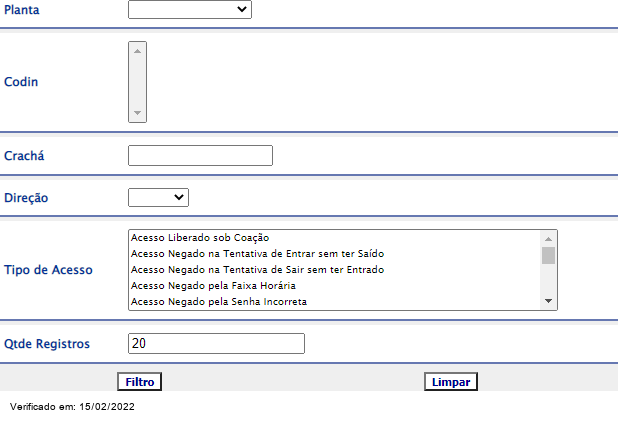 Planta
Codin
Crachá
Direção
Tipo de Acesso
Acesso Liberado sob Coação
Acesso Negado na Tentativa de Entrar sem ter Saído
Acesso Negado na Tentativa de Sair sem ter Entrado
Acesso Negado pela Faixa Horária
Acesso Negado pela Senha Incorreta
Qtde Registros 20
Filtro Limpar
Verificado em: 15/02/2022